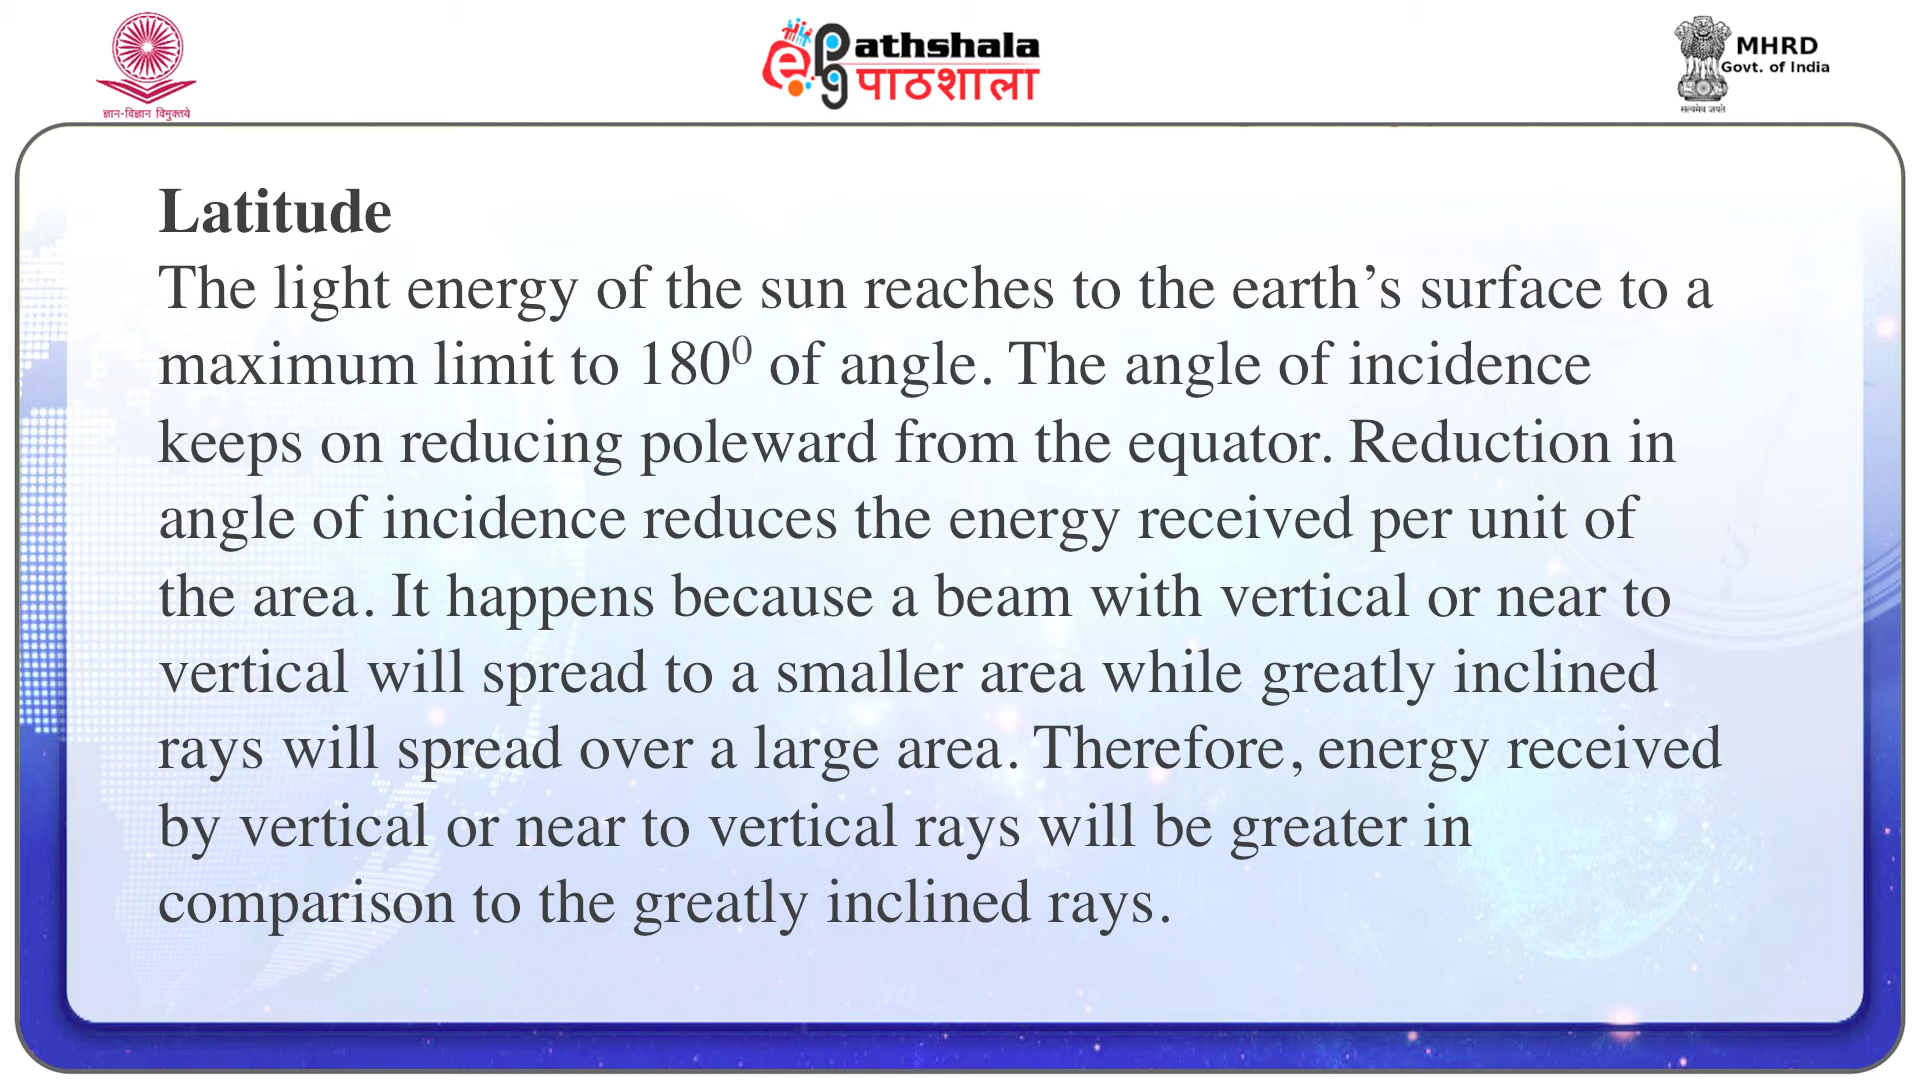 ज्ञान-विज्ञान विमुक्तये
e pg athshala
पाठशाला
MHRD
Govt. of India
सत्यमेव जयते
Latitude
The light energy of the sun reaches to the earth’s surface to a
maximum limit to 180⁰ of angle. The angle of incidence
keeps on reducing poleward from the equator. Reduction in
angle of incidence reduces the energy received per unit of
the area. It happens because a beam with vertical or near to
vertical will spread to a smaller area while greatly inclined
rays will spread over a large area. Therefore, energy received
by vertical or near to vertical rays will be greater in
comparison to the greatly inclined rays.